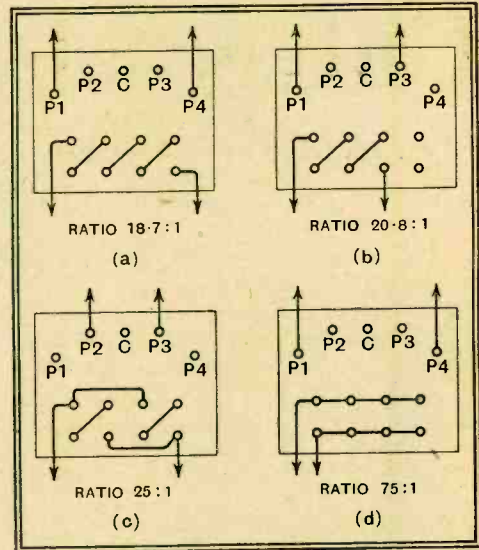 P1 P2 C P3 P4
RATIO 18·7:1
(a)
P1 P2 C P3 P4
RATIO 20·8:1
(b)
P1 P2 C P3 P4
RATIO 25:1
(c)
P1 P2 C P3 P4
RATIO 75:1
(d)